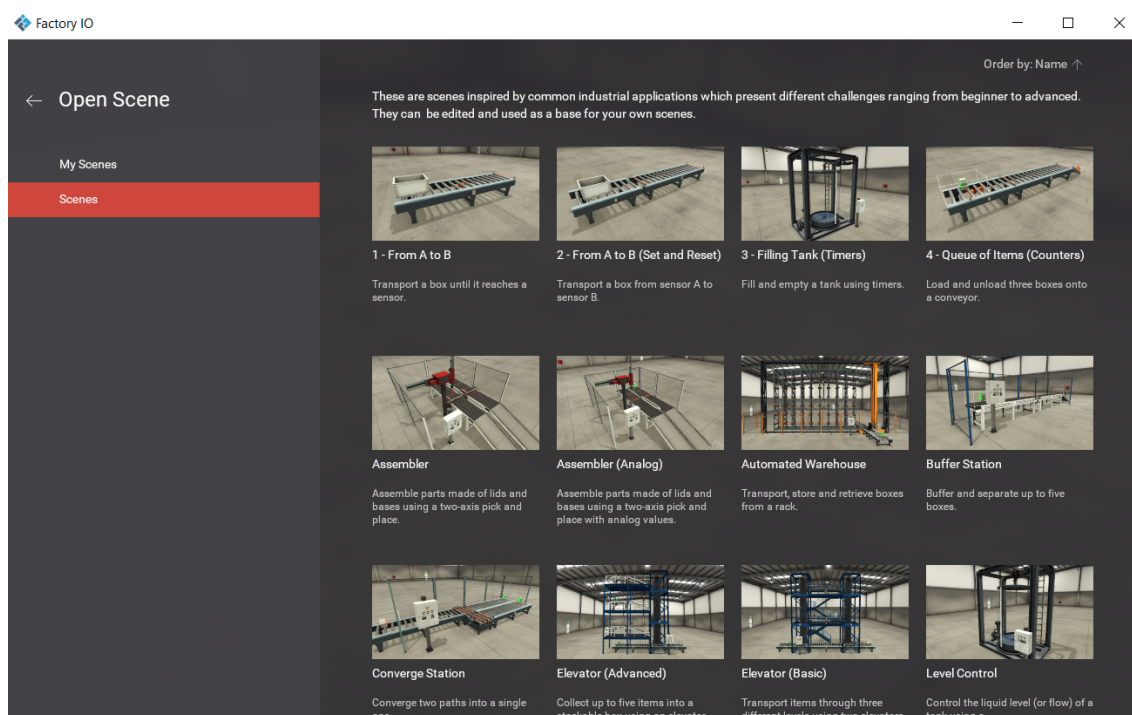 Factory IO
Order by: Name
Open Scene
These are scenes inspired by common industrial applications which present different challenges ranging from beginner to advanced.
They can be edited and used as a base for your own scenes.
My Scenes
Scenes
1 - From A to B
Transport a box until it reaches a
sensor.
2 - From A to B (Set and Reset)
Transport a box from sensor A to
sensor B.
3 - Filling Tank (Timers)
Fill and empty a tank using timers.
4 - Queue of Items (Counters)
Load and unload three boxes onto
a conveyor.
Assembler
Assemble parts made of lids and
bases using a two-axis pick and
place.
Assembler (Analog)
Assemble parts made of lids and
bases using a two-axis pick and
place with analog values.
Automated Warehouse
Transport, store and retrieve boxes
from a rack.
Buffer Station
Buffer and separate up to five
boxes.
Converge Station
Converge two paths into a single
Elevator (Advanced)
Collect up to five items into a
Elevator (Basic)
Transport items through three
different levels using two elevators
Level Control
Control the liquid level (or flow) of a